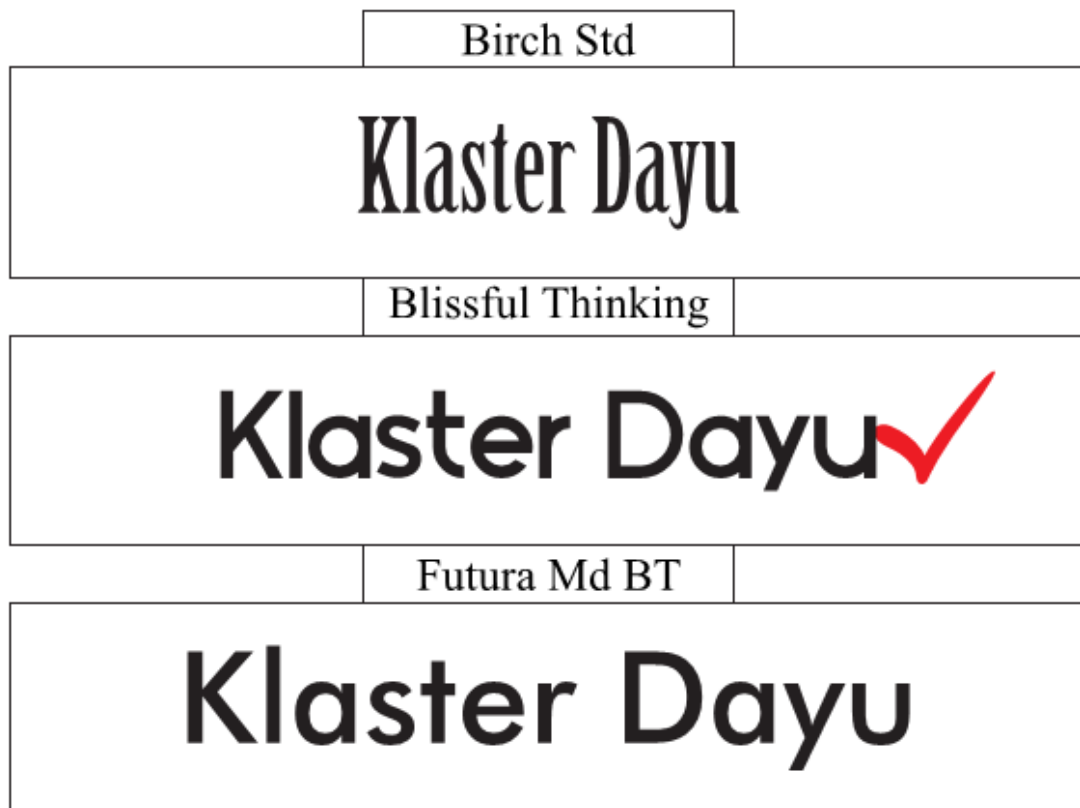 Birch Std
Klaster Dayu
Blissful Thinking
Klaster Dayu
Futura Md BT
Klaster Dayu